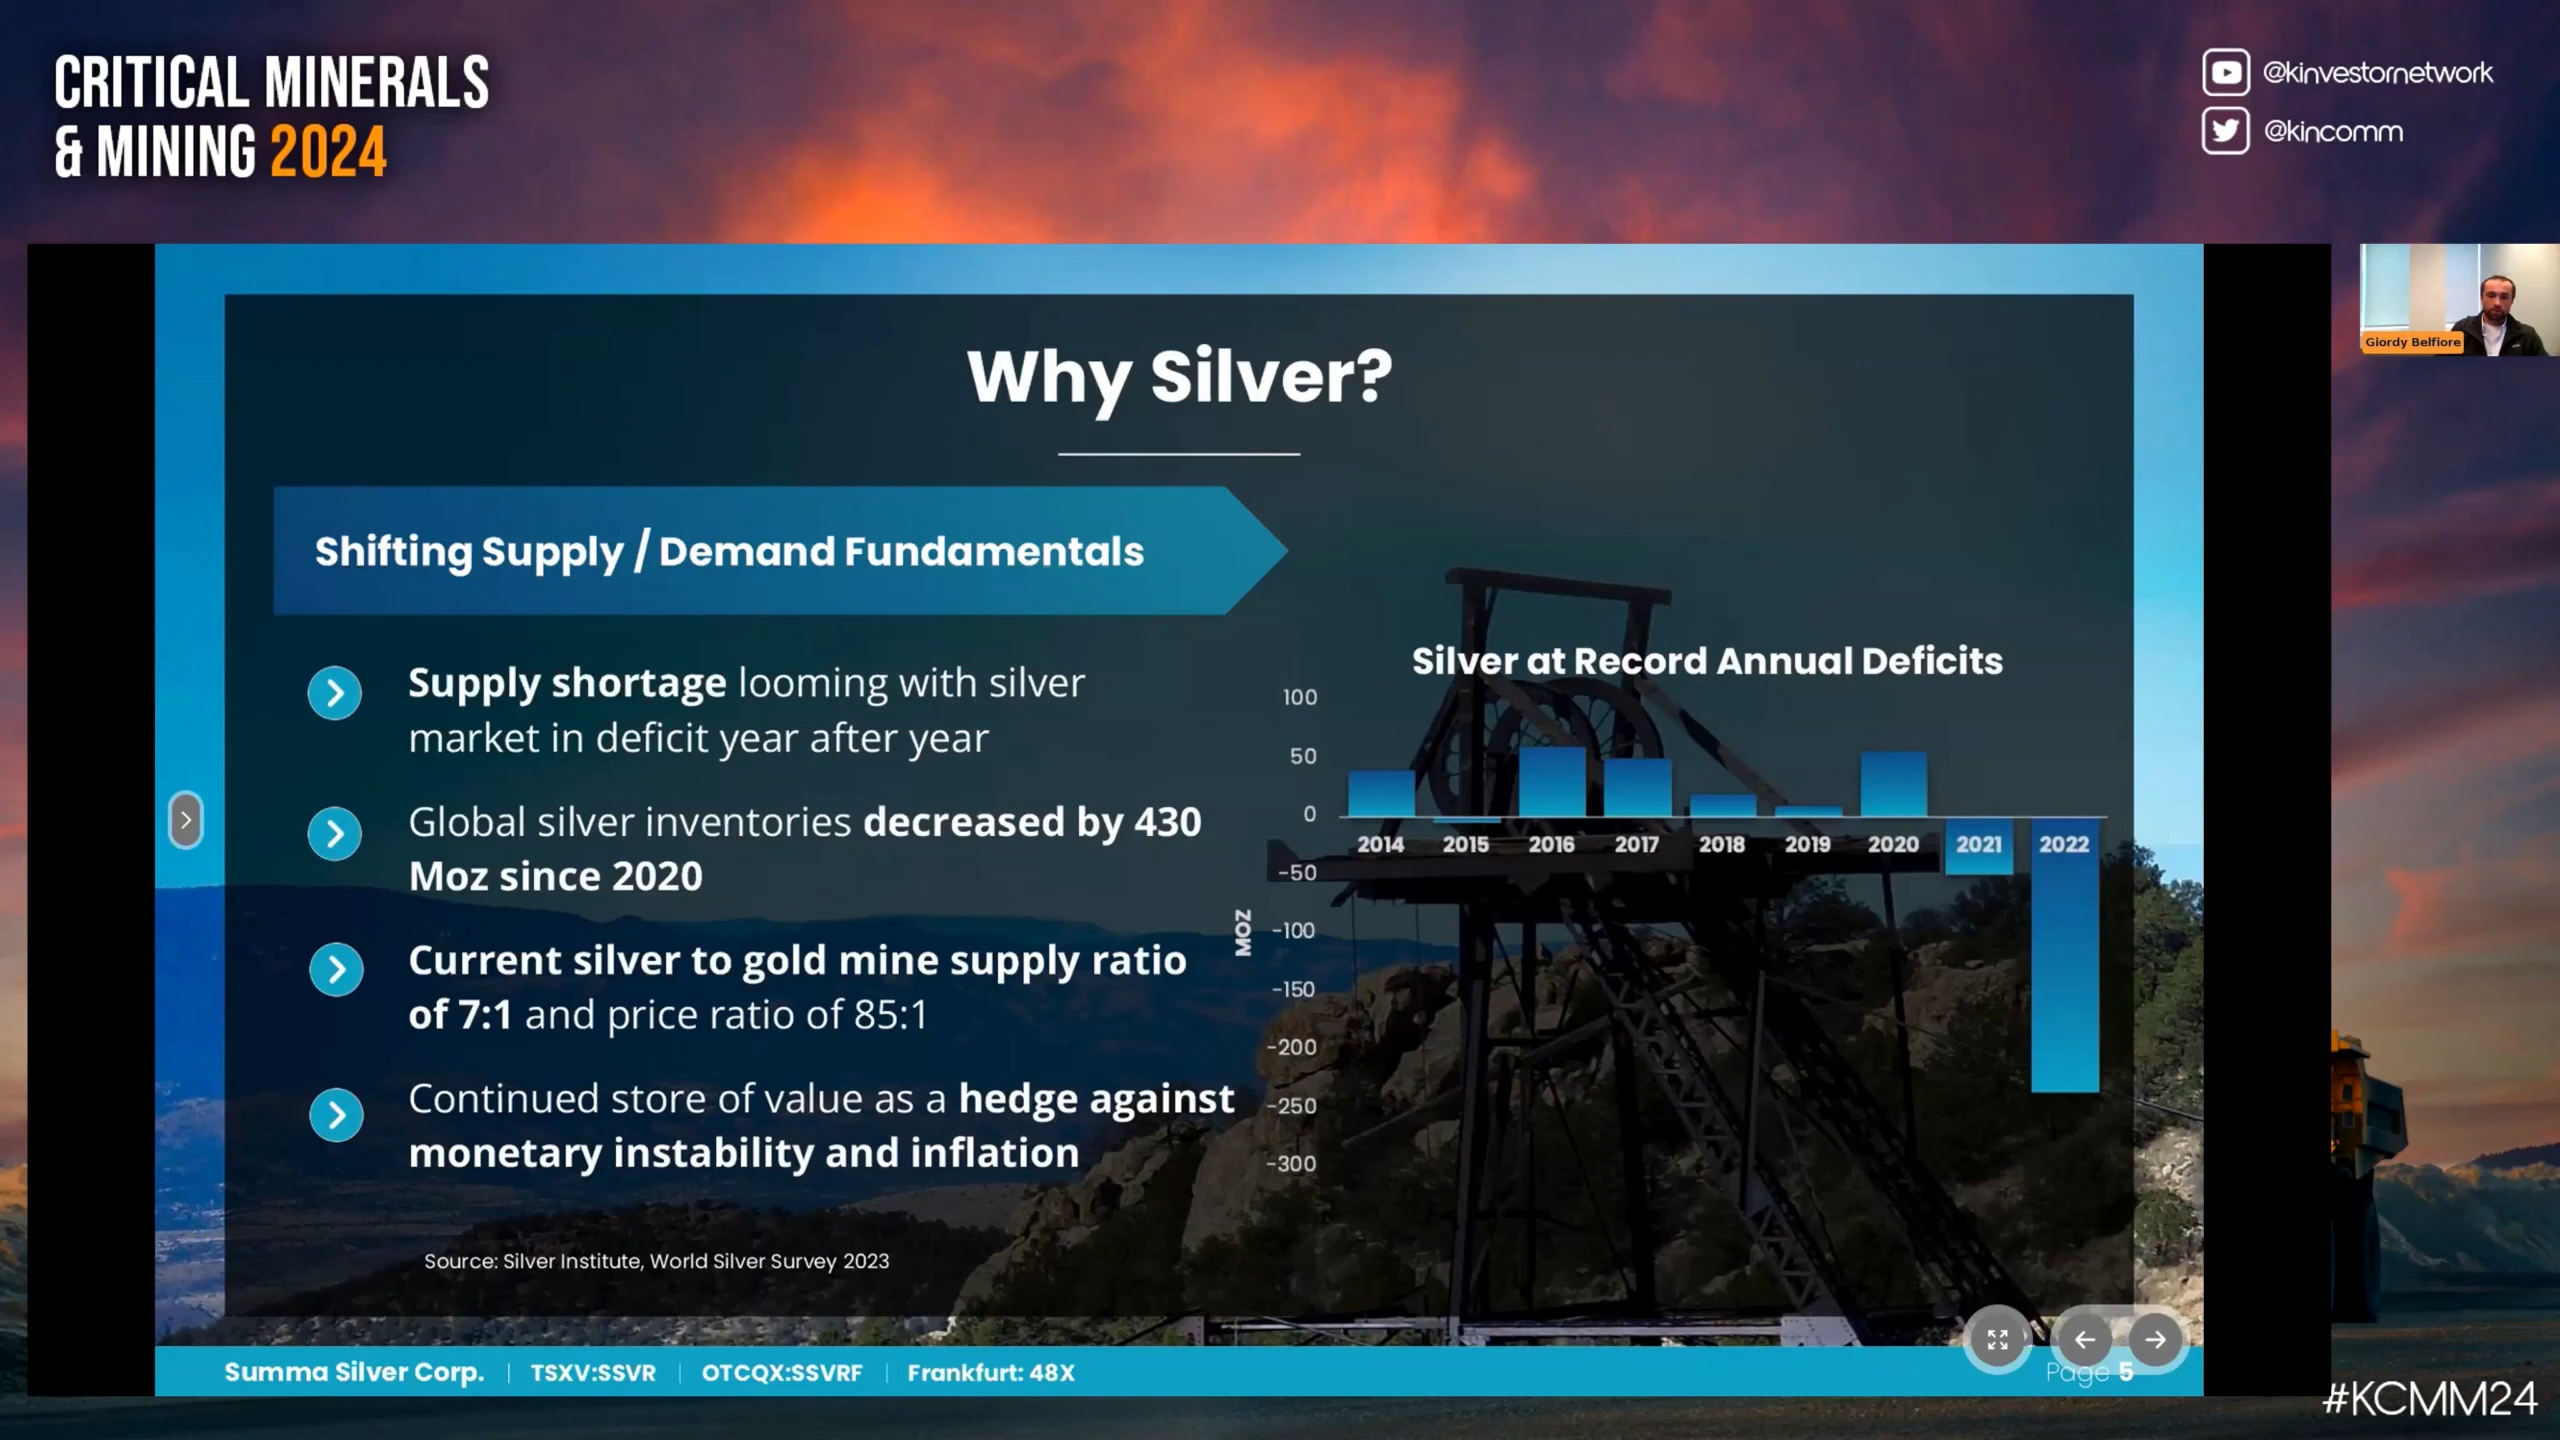 CRITICAL MINERALS
& MINING 2024
@kinvestornetwork
@kincomm
Giordy Belfiore
Why Silver?
Shifting Supply / Demand Fundamentals
Supply shortage looming with silver
market in deficit year after year
Global silver inventories decreased by 430
Moz since 2020
Current silver to gold mine supply ratio
of 7:1 and price ratio of 85:1
Continued store of value as a hedge against
monetary instability and inflation
Source: Silver Institute, World Silver Survey 2023
Silver at Record Annual Deficits
100
50
0
-50
-100
-150
-200
-250
-300
MOZ
2014 2015 2016 2017 2018 2019 2020 2021 2022
Summa Silver Corp. | TSXV:SSVR | OTCQX:SSVRF | Frankfurt: 48X
Page 5
#KCMM24